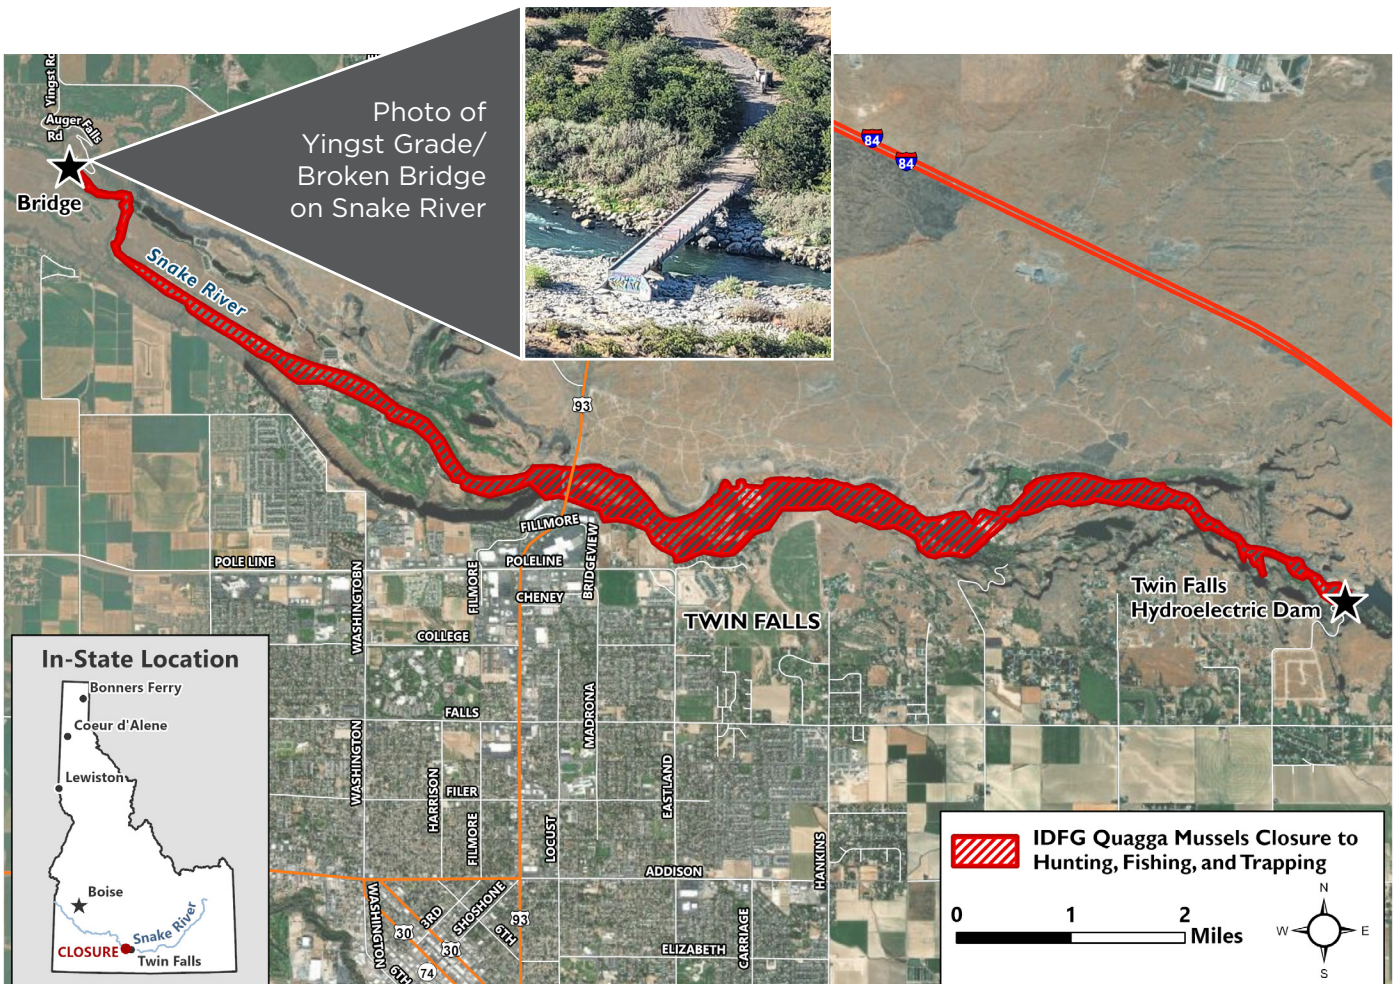 Yingst Rd
Auger Falls
Rd
Bridge
Photo of
Yingst Grade/
Broken Bridge
on Snake River
84
84
Snake River
93
FILLMORE
BRIDGEVIEW
POLE LINE
POLELINE
WASHINGTOBN
FILMORE
CHENEY
COLLEGE
TWIN FALLS
Twin Falls
Hydroelectric Dam
FALLS
MADRONA
WASHINGTON
HARRISON
FILER
FILMORE
LOCUST
EASTLAND
HANKINS
ADDISON
WASHINGTON
3RD
SHOSHONE
6TH
93
30
30
74
6TH
ELIZABETH
CARRIAGE
In-State Location
Bonners Ferry
Coeur d'Alene
Lewiston
Boise
Snake River
CLOSURE
Twin Falls
IDFG Quagga Mussels Closure to
Hunting, Fishing, and Trapping
0 1 2
Miles
N
W E
S